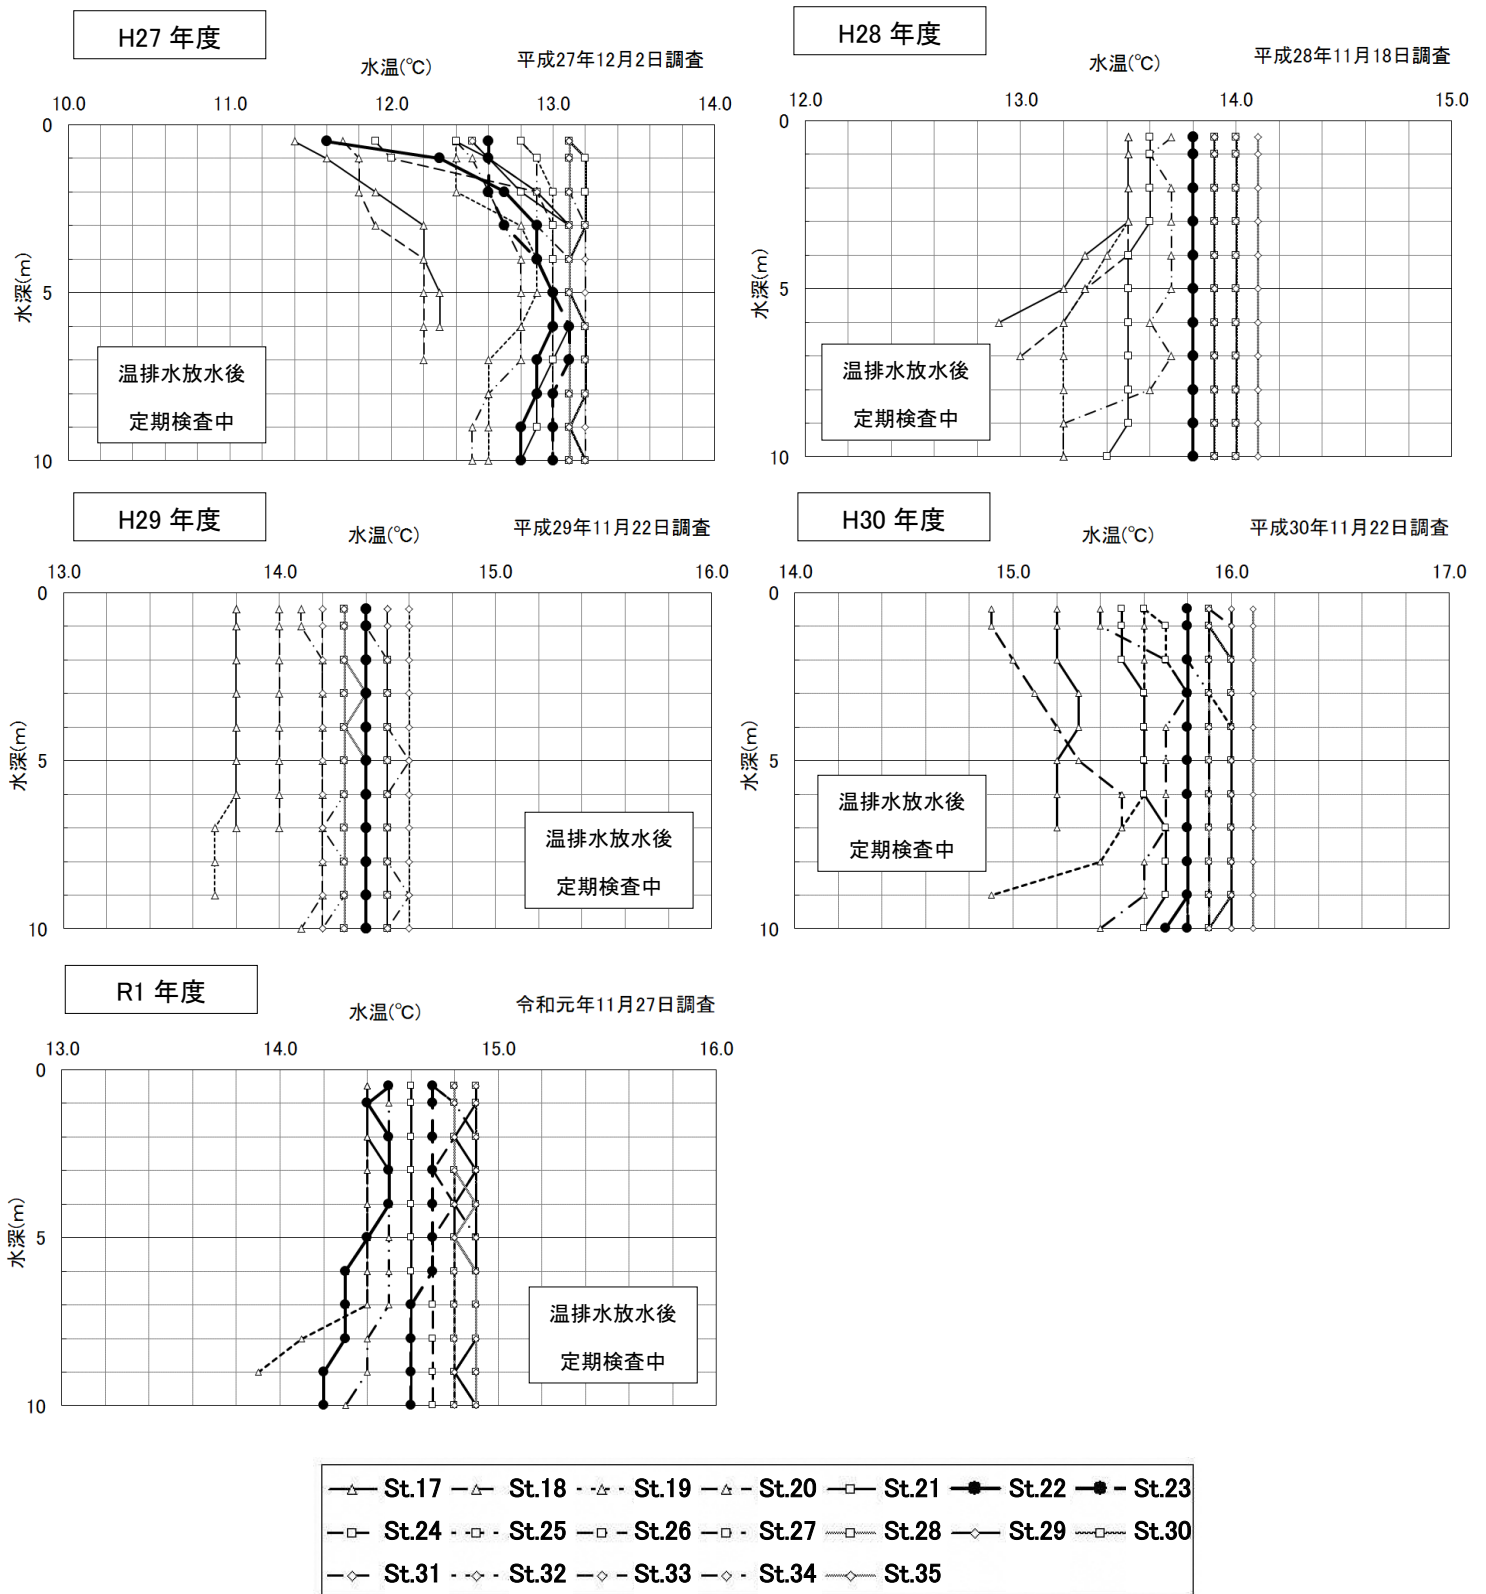 H27 年度
平成27年12月2日調査
水温(℃)
10.0 11.0 12.0 13.0 14.0
0
5
10
水深(m)
温排水放水後
定期検査中
H28 年度
平成28年11月18日調査
水温(℃)
12.0 13.0 14.0 15.0
0
5
10
水深(m)
温排水放水後
定期検査中
H29 年度
平成29年11月22日調査
水温(℃)
13.0 14.0 15.0 16.0
0
5
10
水深(m)
温排水放水後
定期検査中
H30 年度
平成30年11月22日調査
水温(℃)
14.0 15.0 16.0 17.0
0
5
10
水深(m)
温排水放水後
定期検査中
R1 年度
令和元年11月27日調査
水温(℃)
13.0 14.0 15.0 16.0
0
5
10
水深(m)
温排水放水後
定期検査中
St.17 St.18 St.19 St.20 St.21 St.22 St.23
St.24 St.25 St.26 St.27 St.28 St.29 St.30
St.31 St.32 St.33 St.34 St.35